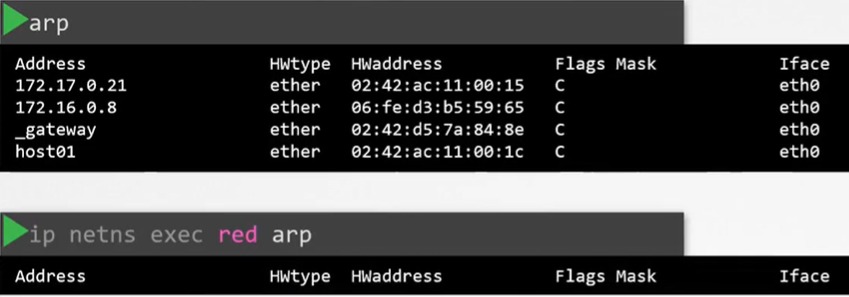 arp
Address HWtype HWaddress Flags Mask Iface
172.17.0.21 ether 02:42:ac:11:00:15 C eth0
172.16.0.8 ether 06:fe:d3:b5:59:65 C eth0
_gateway ether 02:42:d5:7a:84:8e C eth0
host01 ether 02:42:ac:11:00:1c C eth0
ip netns exec red arp
Address HWtype HWaddress Flags Mask Iface